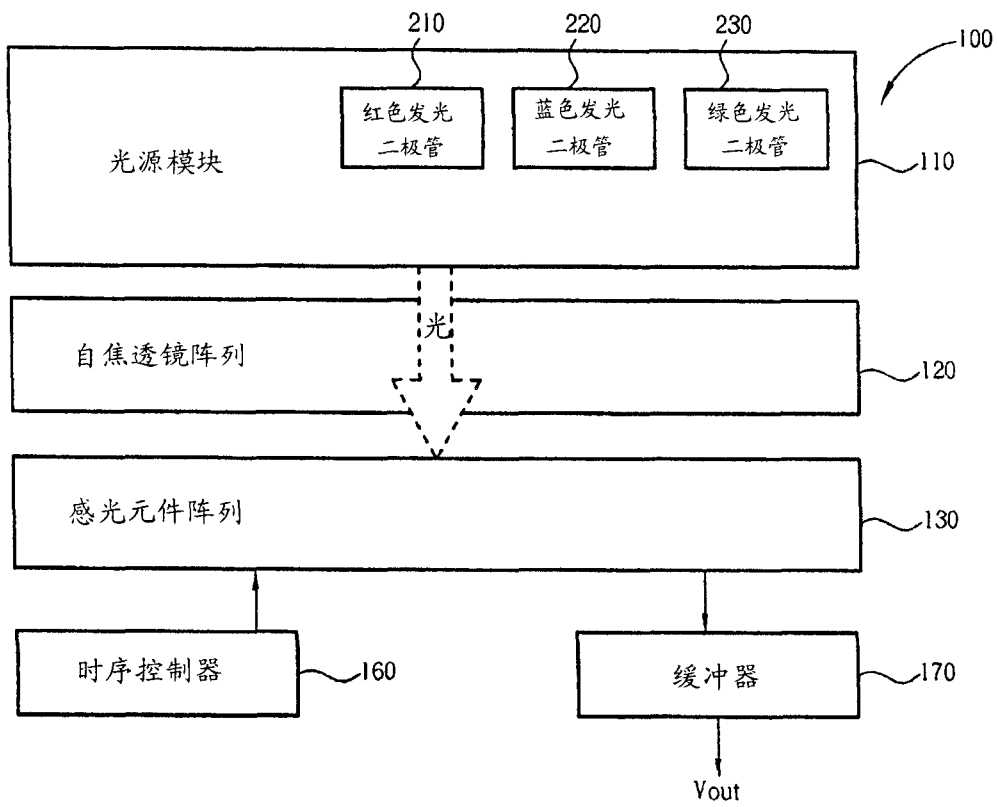 210
220
230
100
红色发光
二极管
蓝色发光
二极管
绿色发光
二极管
光源模块
110
光
自焦透镜阵列
120
感光元件阵列
130
时序控制器
160
缓冲器
170
Vout